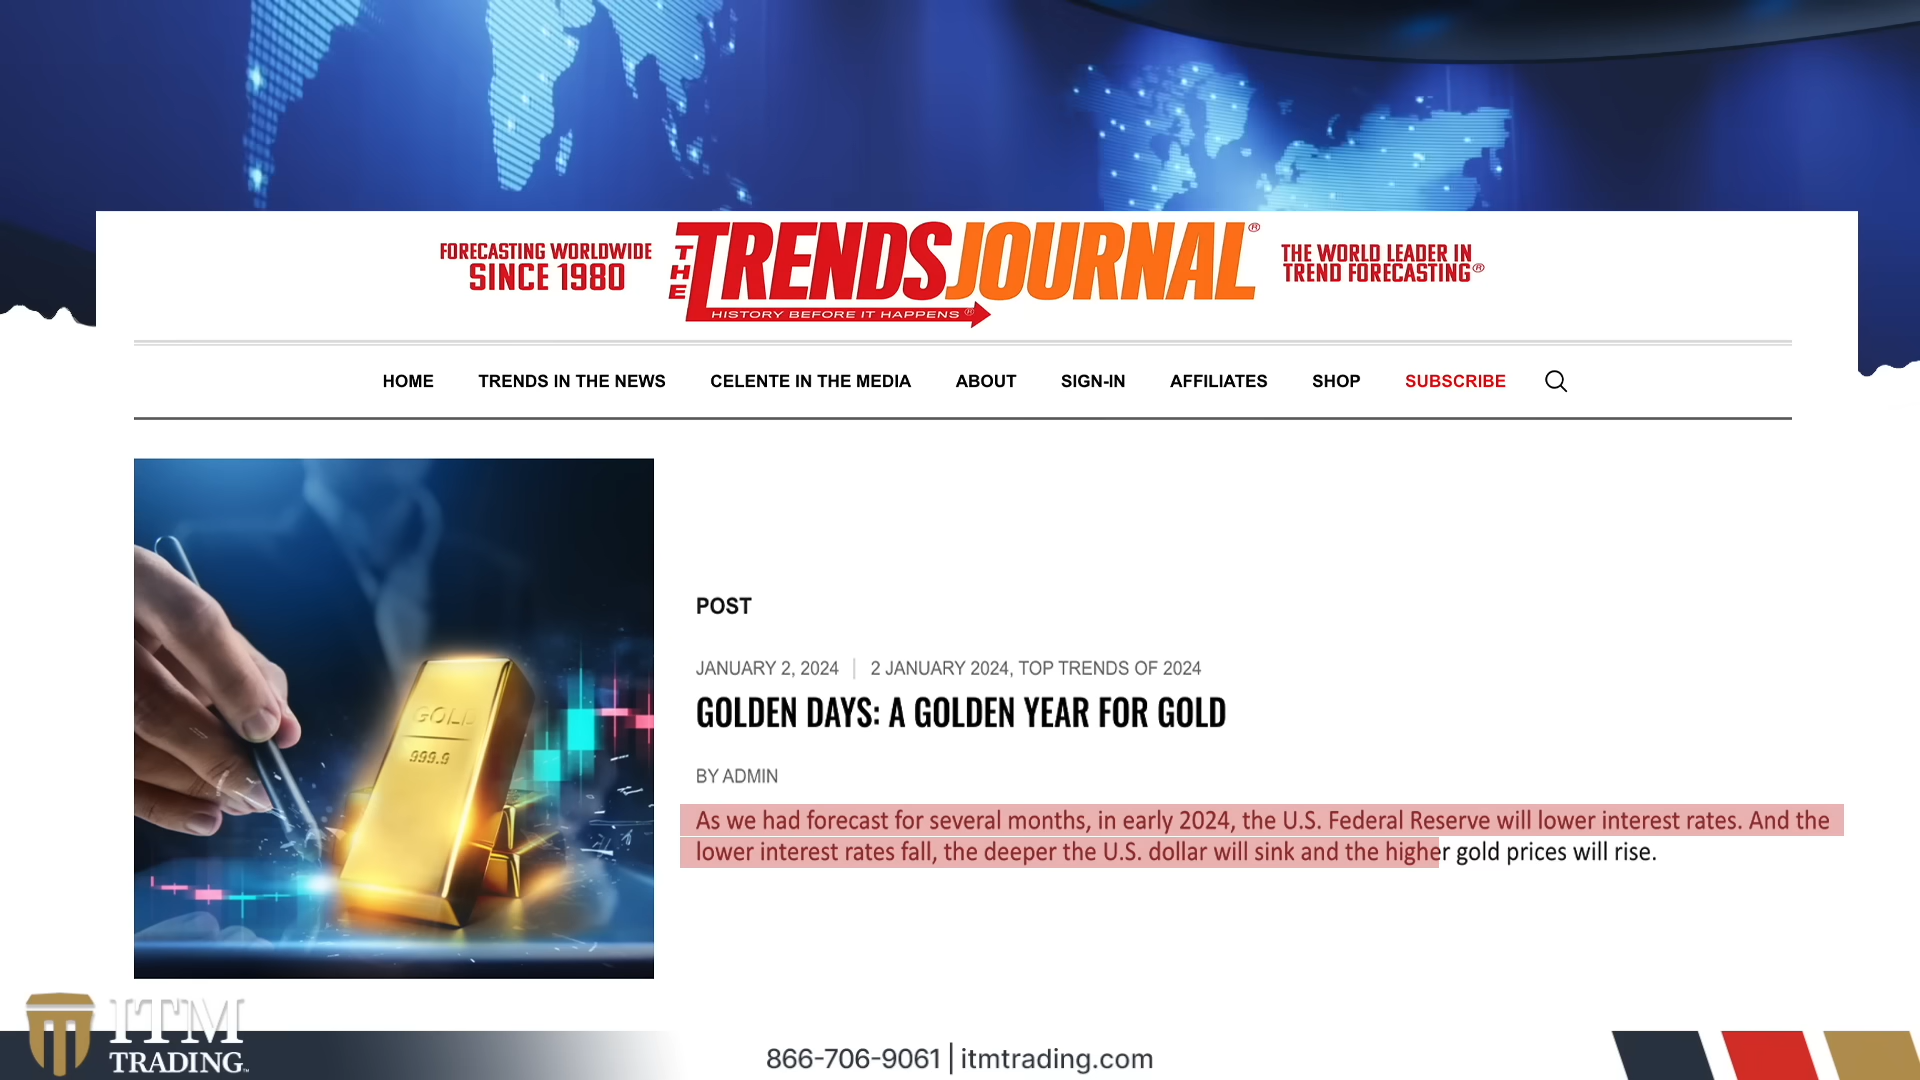 FORECASTING WORLDWIDE
SINCE 1980
THE TRENDS JOURNAL®
HISTORY BEFORE IT HAPPENS®
THE WORLD LEADER IN
TREND FORECASTING®
HOME TRENDS IN THE NEWS CELENTE IN THE MEDIA ABOUT SIGN-IN AFFILIATES SHOP SUBSCRIBE
GOLD
999.9
POST
JANUARY 2, 2024 | 2 JANUARY 2024, TOP TRENDS OF 2024
GOLDEN DAYS: A GOLDEN YEAR FOR GOLD
BY ADMIN
As we had forecast for several months, in early 2024, the U.S. Federal Reserve will lower interest rates. And the
lower interest rates fall, the deeper the U.S. dollar will sink and the higher gold prices will rise.
ITM
TRADING™
866-706-9061 | itmtrading.com